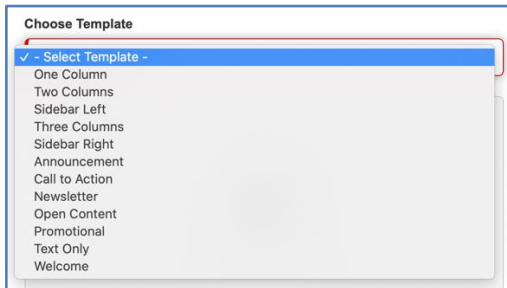 Choose Template
✓ - Select Template -
One Column
Two Columns
Sidebar Left
Three Columns
Sidebar Right
Announcement
Call to Action
Newsletter
Open Content
Promotional
Text Only
Welcome